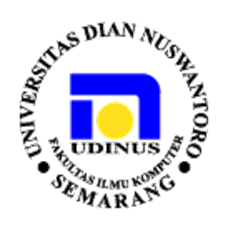 UNIVERSITAS DIAN NUSWANTORO
UDINUS
FAKULTAS ILMU KOMPUTER
SEMARANG